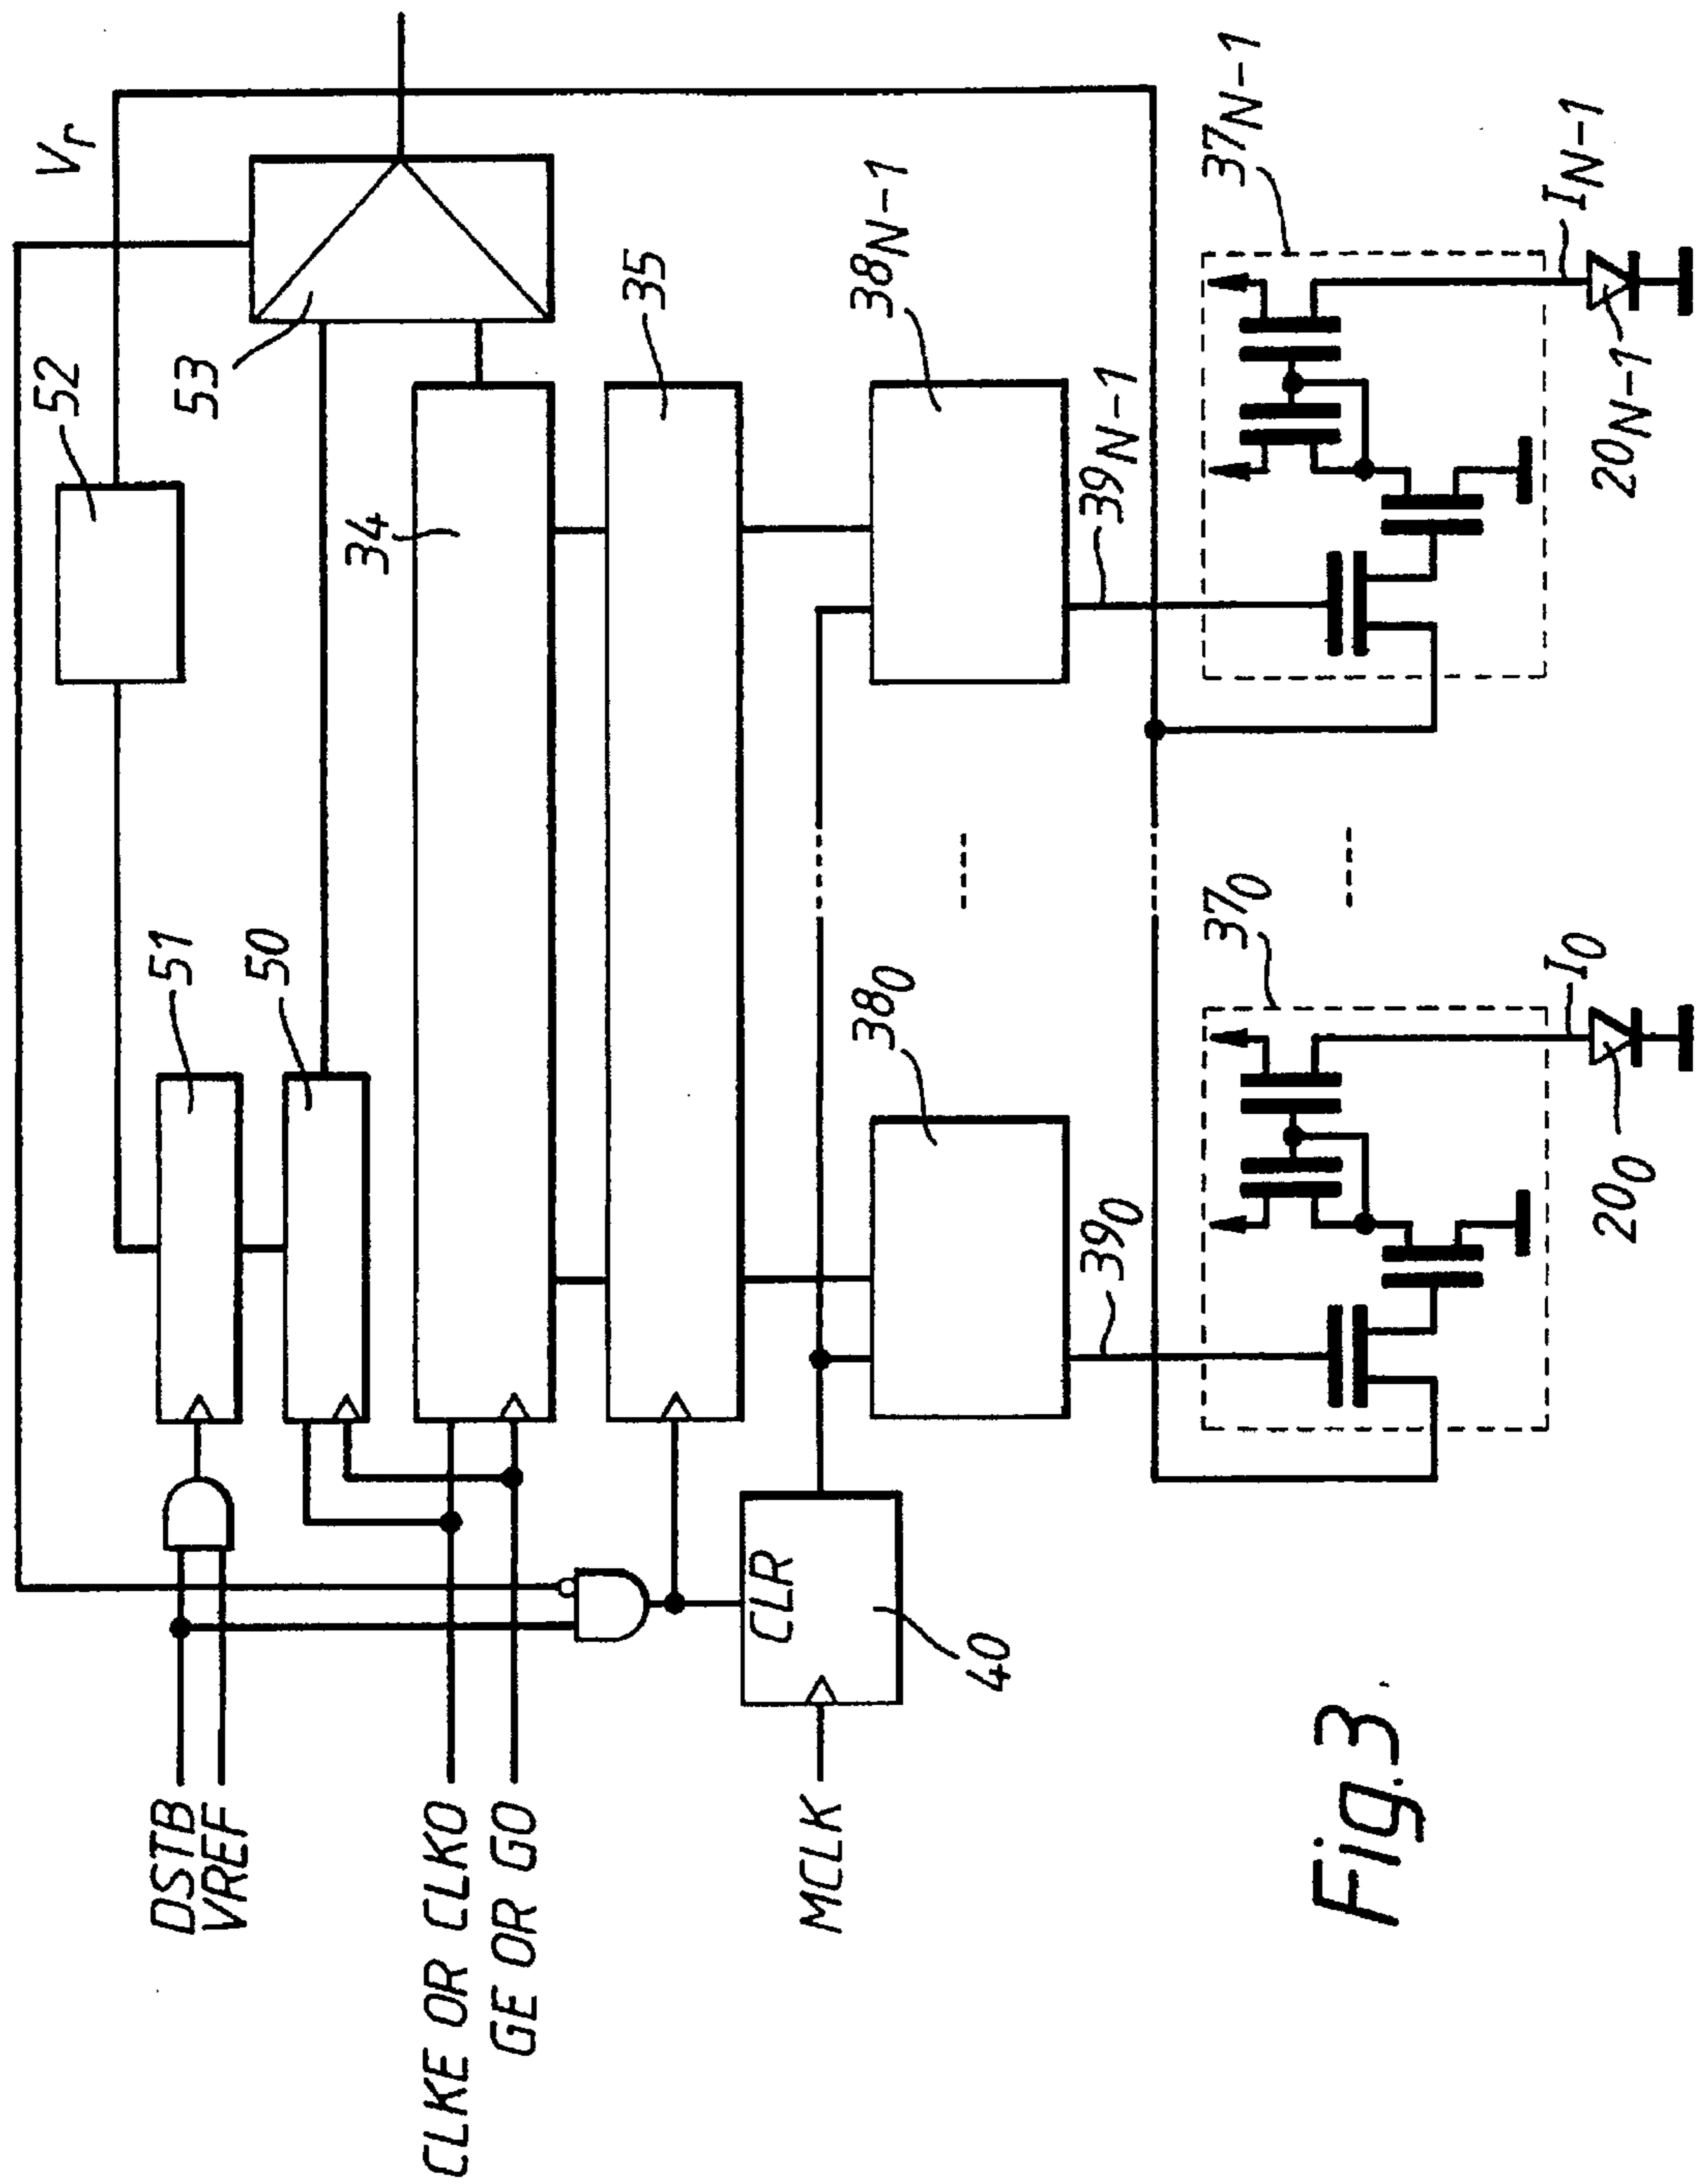 DSTB
VREF
CLKE OR CLKO
GE OR GO
MCLK
CLR
40
51
50
52
53
Vr
34
35
38N-1
380
39N-1
390
37N-1
370
IN-1
I0
20N-1
200
Fig.3.